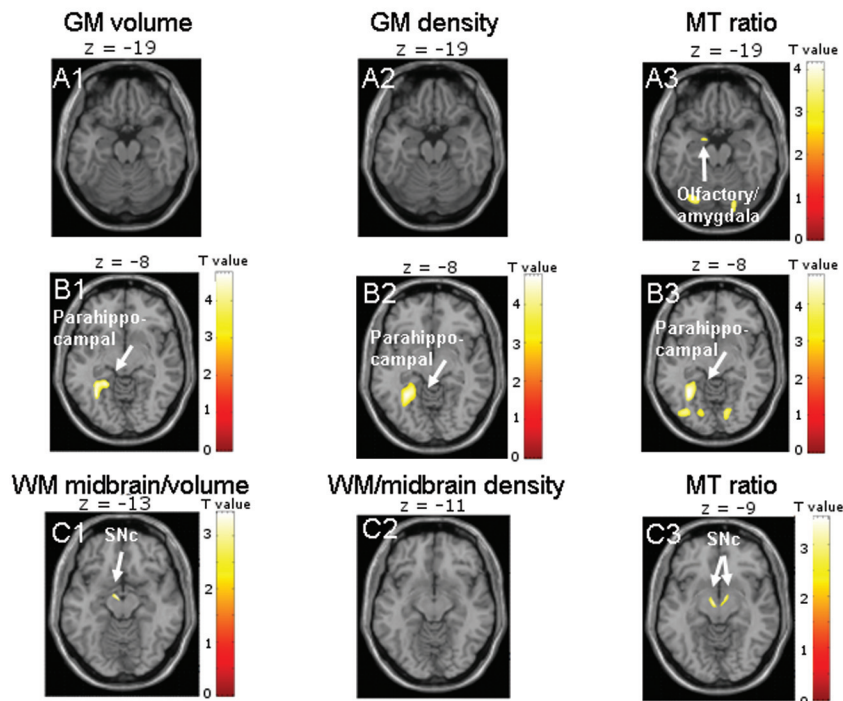 GM volume
GM density
MT ratio
z = -19
z = -19
z = -19
T value
A1
A2
A3
4
3
2
1
0
Olfactory/
amygdala
z = -8
T value
z = -8
T value
z = -8
T value
B1
B2
B3
Parahippo-
campal
Parahippo-
campal
Parahippo-
campal
4
3
2
1
0
4
3
2
1
0
4
3
2
1
0
WM midbrain/volume
WM/midbrain density
MT ratio
z = -13
T value
z = -11
z = -9
T value
C1
SNc
C2
C3
SNc
3
2
1
0
3
2
1
0